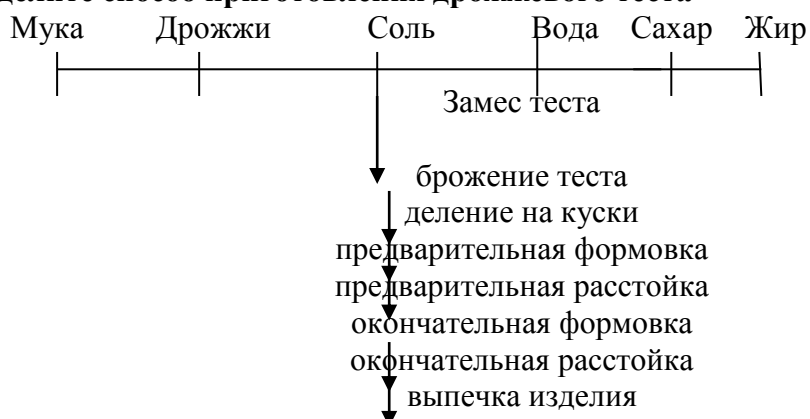 делите способ приготовления дрожжевого теста
Мука Дрожжи Соль Вода Сахар Жир
Замес теста
брожение теста
деление на куски
предварительная формовка
предварительная расстойка
окончательная формовка
окончательная расстойка
выпечка изделия